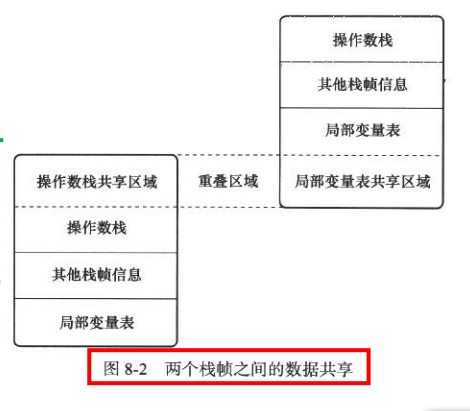 操作数栈
其他栈帧信息
局部变量表
操作数栈共享区域 重叠区域 局部变量表共享区域
操作数栈
其他栈帧信息
局部变量表
图 8-2 两个栈帧之间的数据共享